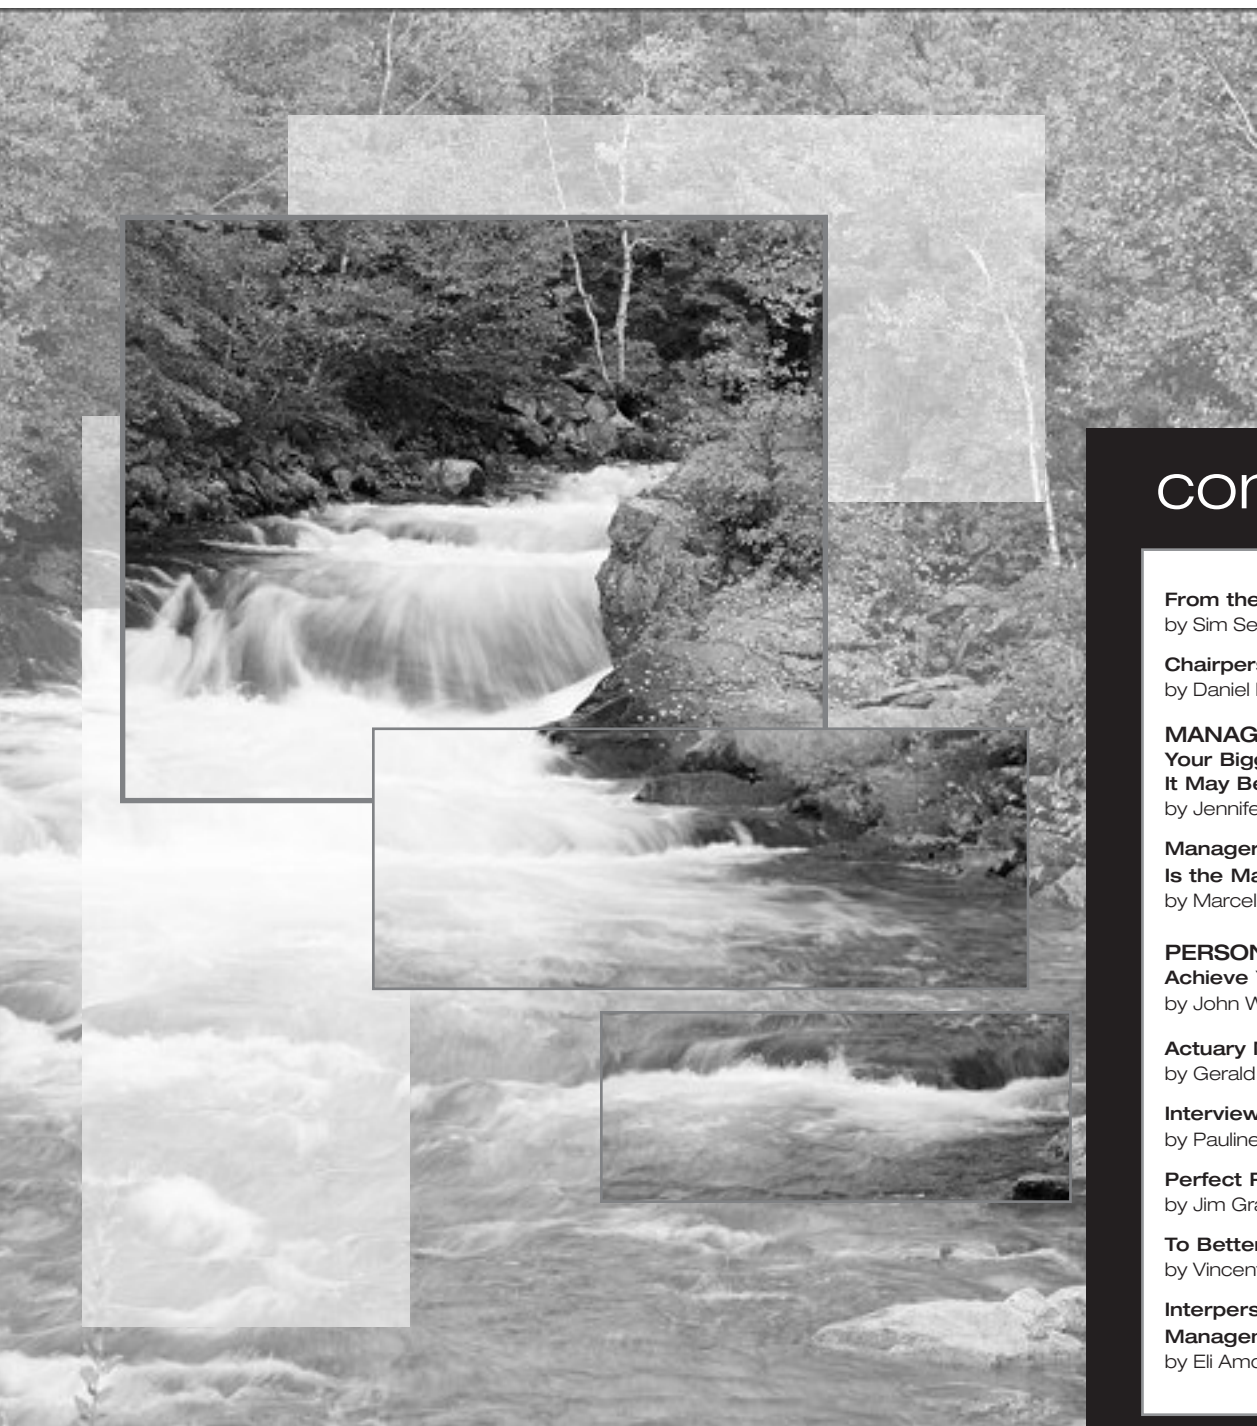 con
From the
by Sim Se
Chairpers
by Daniel
MANAG
Your Bigg
It May Be
by Jennife
Manager
Is the Ma
by Marcel
PERSON
Achieve
by John W
Actuary
by Gerald
Interview
by Pauline
Perfect
by Jim Gra
To Better
by Vincent
Interpers
Manager
by Eli Amo